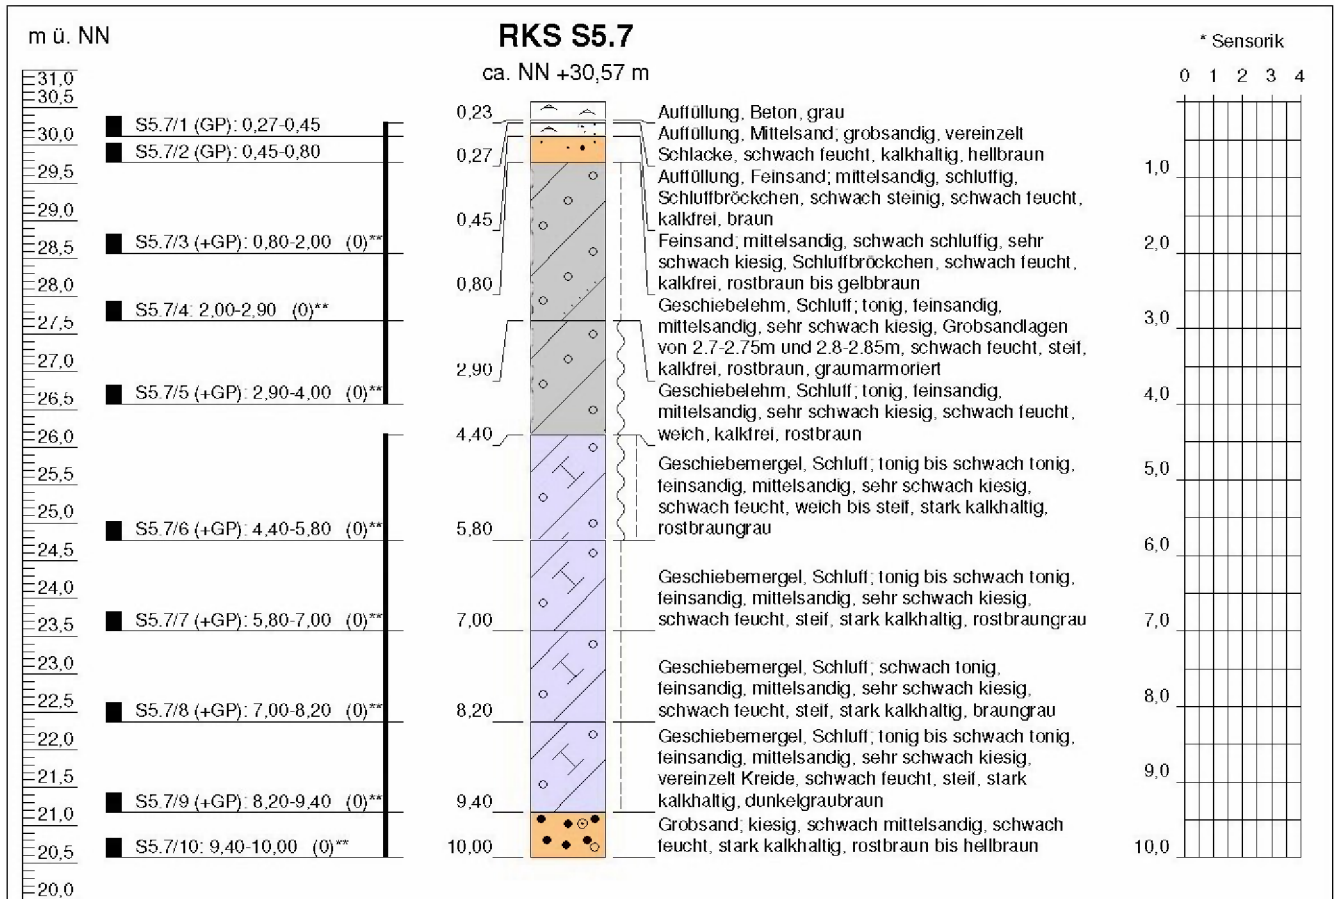 m ü. NN
RKS S5.7
ca. NN +30,57 m
* Sensorik
0 1 2 3 4
31,0
30,5
30,0
29,5
29,0
28,5
28,0
27,5
27,0
26,5
26,0
25,5
25,0
24,5
24,0
23,5
23,0
22,5
22,0
21,5
21,0
20,5
20,0
S5.7/1 (GP): 0,27-0,45
S5.7/2 (GP): 0,45-0,80
S5.7/3 (+GP): 0,80-2,00 (0)**
S5.7/4: 2,00-2,90 (0)**
S5.7/5 (+GP): 2,90-4,00 (0)**
S5.7/6 (+GP): 4,40-5,80 (0)**
S5.7/7 (+GP): 5,80-7,00 (0)**
S5.7/8 (+GP): 7,00-8,20 (0)**
S5.7/9 (+GP): 8,20-9,40 (0)**
S5.7/10: 9,40-10,00 (0)**
0,23
0,27
0,45
0,80
2,90
4,40
5,80
7,00
8,20
9,40
10,00
Auffüllung, Beton, grau
Auffüllung, Mittelsand; grobsandig, vereinzelt
Schlacke, schwach feucht, kalkhaltig, hellbraun
Auffüllung, Feinsand; mittelsandig, schluffig,
Schluffbröckchen, schwach steinig, schwach feucht,
kalkfrei, braun
Feinsand; mittelsandig, schwach schluffig, sehr
schwach kiesig, Schluffbröckchen, schwach feucht,
kalkfrei, rostbraun bis gelbbraun
Geschiebelehm, Schluff; tonig, feinsandig,
mittelsandig, sehr schwach kiesig, Grobsandlagen
von 2.7-2.75m und 2.8-2.85m, schwach feucht, steif,
kalkfrei, rostbraun, graumarmoriert
Geschiebelehm, Schluff; tonig, feinsandig,
mittelsandig, sehr schwach kiesig, schwach feucht,
weich, kalkfrei, rostbraun
Geschiebemergel, Schluff; tonig bis schwach tonig,
feinsandig, mittelsandig, sehr schwach kiesig,
schwach feucht, weich bis steif, stark kalkhaltig,
rostbraungrau
Geschiebemergel, Schluff; tonig bis schwach tonig,
feinsandig, mittelsandig, sehr schwach kiesig,
schwach feucht, steif, stark kalkhaltig, rostbraungrau
Geschiebemergel, Schluff; schwach tonig,
feinsandig, mittelsandig, sehr schwach kiesig,
schwach feucht, steif, stark kalkhaltig, braungrau
Geschiebemergel, Schluff; tonig bis schwach tonig,
feinsandig, mittelsandig, sehr schwach kiesig,
vereinzelt Kreide, schwach feucht, steif, stark
kalkhaltig, dunkelgraubraun
Grobsand; kiesig, schwach mittelsandig, schwach
feucht, stark kalkhaltig, rostbraun bis hellbraun
1,0
2,0
3,0
4,0
5,0
6,0
7,0
8,0
9,0
10,0